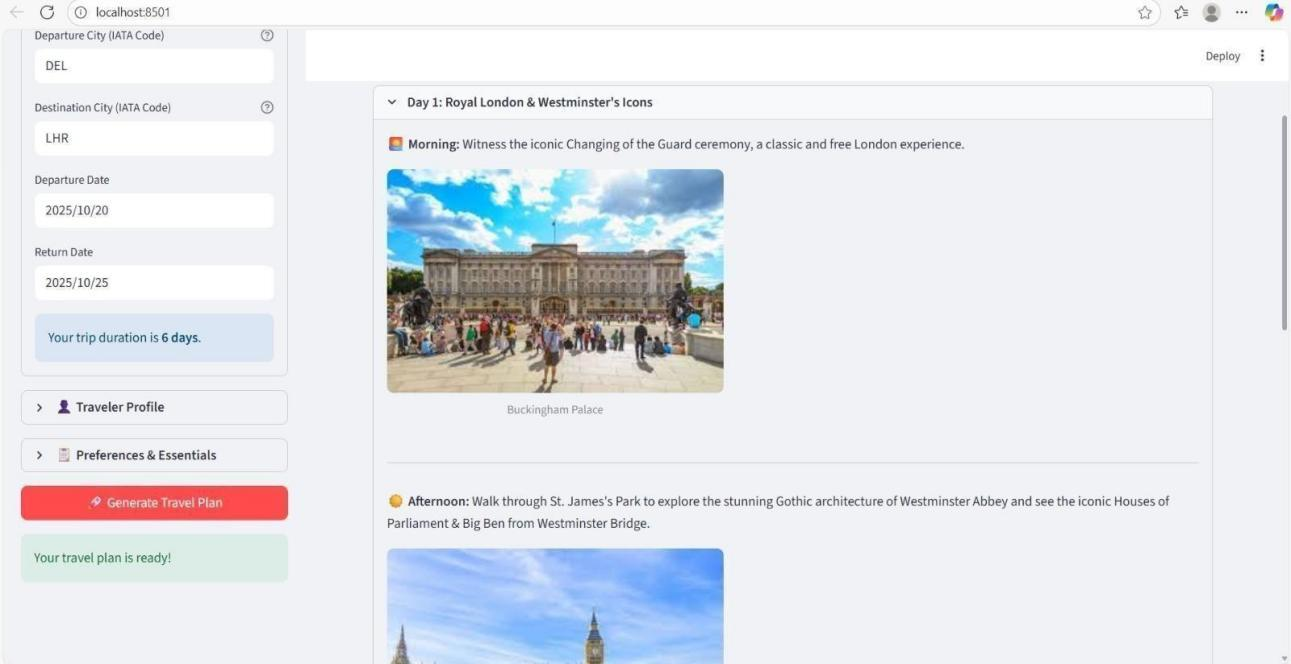 localhost:8501
Departure City (IATA Code)
DEL
Destination City (IATA Code)
LHR
Departure Date
2025/10/20
Return Date
2025/10/25
Your trip duration is 6 days.
Traveler Profile
Preferences & Essentials
Generate Travel Plan
Your travel plan is ready!
Deploy
Day 1: Royal London & Westminster's Icons
Morning: Witness the iconic Changing of the Guard ceremony, a classic and free London experience.
Buckingham Palace
Afternoon: Walk through St. James's Park to explore the stunning Gothic architecture of Westminster Abbey and see the iconic Houses of
Parliament & Big Ben from Westminster Bridge.